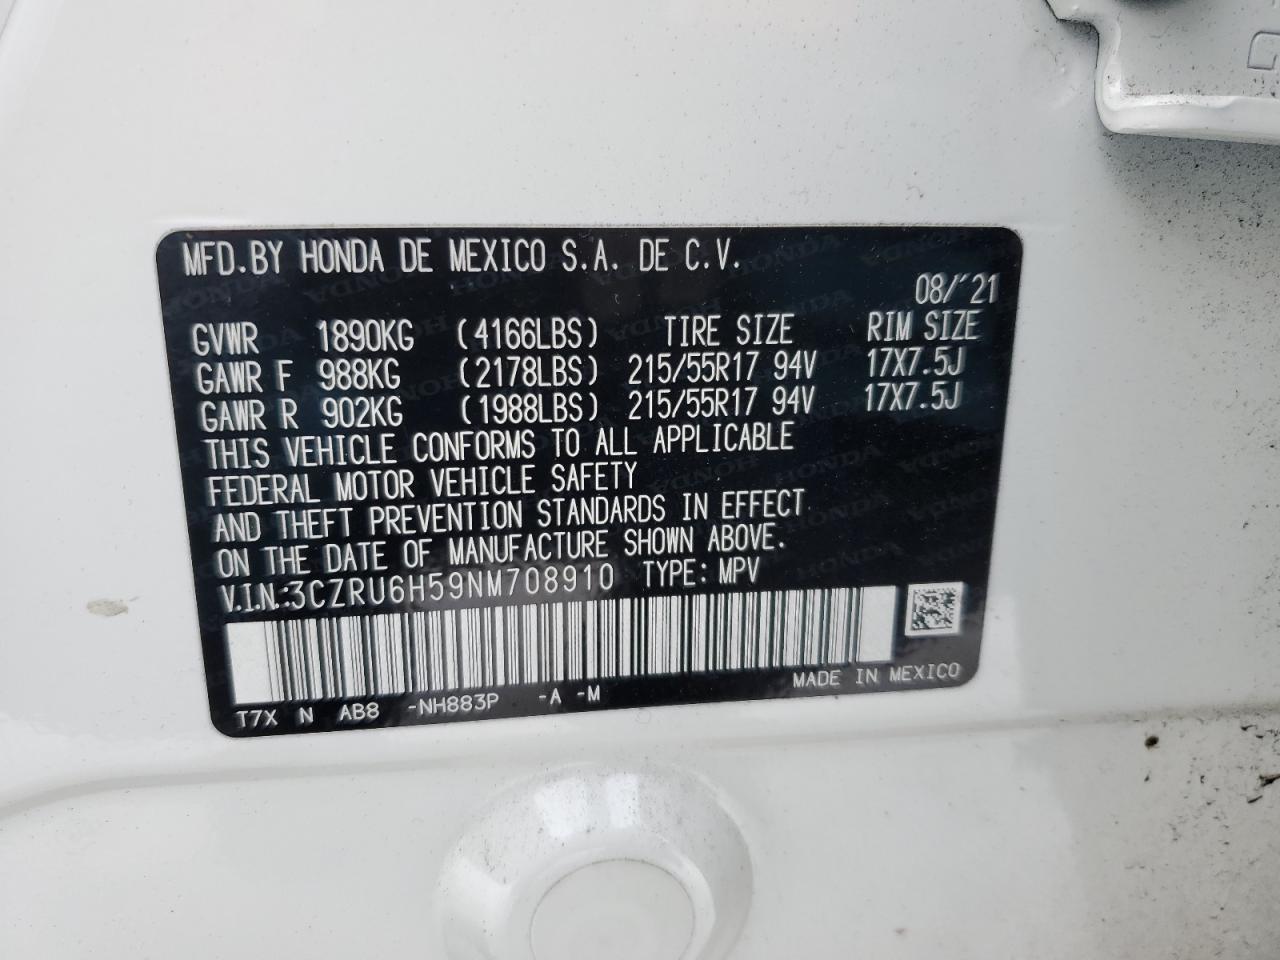 MFD.BY HONDA DE MEXICO S.A. DE C.V.
08/'21
GVWR 1890KG (4166LBS) TIRE SIZE RIM SIZE
GAWR F 988KG (2178LBS) 215/55R17 94V 17X7.5J
GAWR R 902KG (1988LBS) 215/55R17 94V 17X7.5J
THIS VEHICLE CONFORMS TO ALL APPLICABLE
FEDERAL MOTOR VEHICLE SAFETY
AND THEFT PREVENTION STANDARDS IN EFFECT
ON THE DATE OF MANUFACTURE SHOWN ABOVE.
V.I.N.:3CZRU6H59NM708910 TYPE: MPV
MADE IN MEXICO
T7X N AB8 -NH883P -A -M